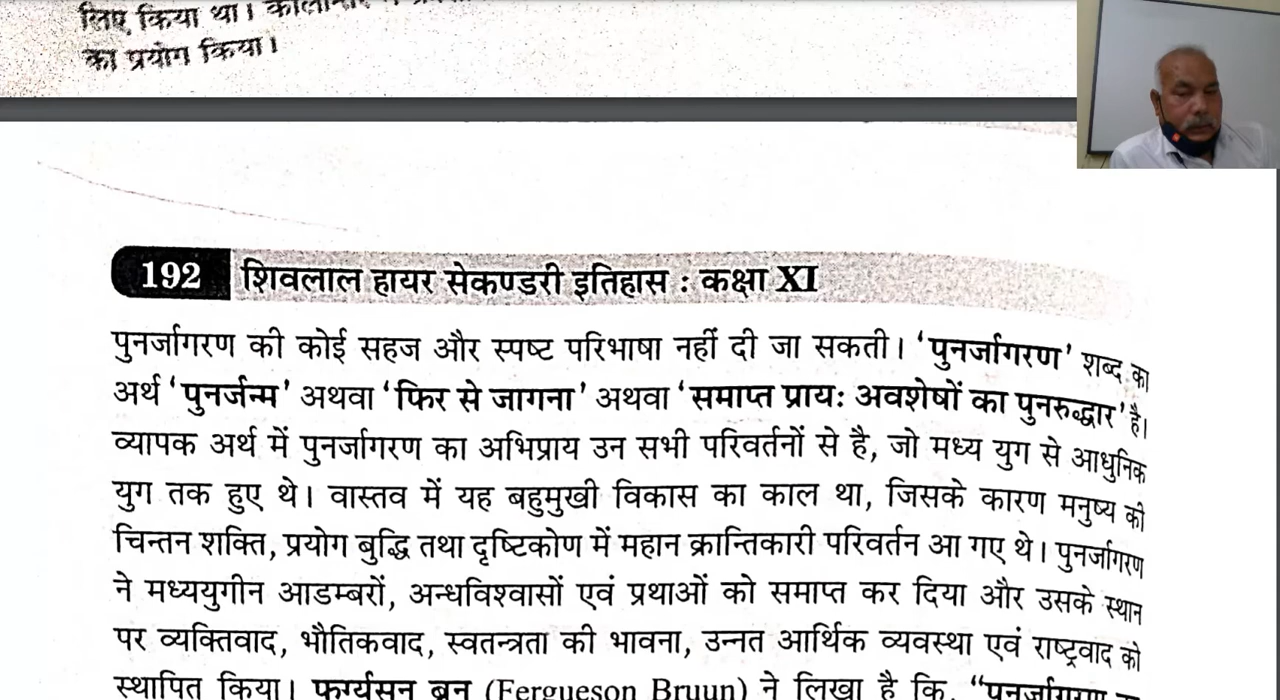 लिए किया था।
का प्रयोग किया।
192 शिवलाल हायर सेकण्डरी इतिहास : कक्षा XI
पुनर्जागरण की कोई सहज और स्पष्ट परिभाषा नहीं दी जा सकती। ‘पुनर्जागरण’ शब्द का
अर्थ ‘पुनर्जन्म’ अथवा ‘फिर से जागना’ अथवा ‘समाप्त प्रायः अवशेषों का पुनरुद्धार’ है।
व्यापक अर्थ में पुनर्जागरण का अभिप्राय उन सभी परिवर्तनों से है, जो मध्य युग से आधुनिक
युग तक हुए थे। वास्तव में यह बहुमुखी विकास का काल था, जिसके कारण मनुष्य की
चिन्तन शक्ति, प्रयोग बुद्धि तथा दृष्टिकोण में महान क्रान्तिकारी परिवर्तन आ गए थे। पुनर्जागरण
ने मध्ययुगीन आडम्बरों, अन्धविश्वासों एवं प्रथाओं को समाप्त कर दिया और उसके स्थान
पर व्यक्तिवाद, भौतिकवाद, स्वतन्त्रता की भावना, उन्नत आर्थिक व्यवस्था एवं राष्ट्रवाद को
स्थापित किया। फर्ग्यूसन ब्रून (Fergueson Bruun) ने लिखा है कि, “पुनर्जागरण